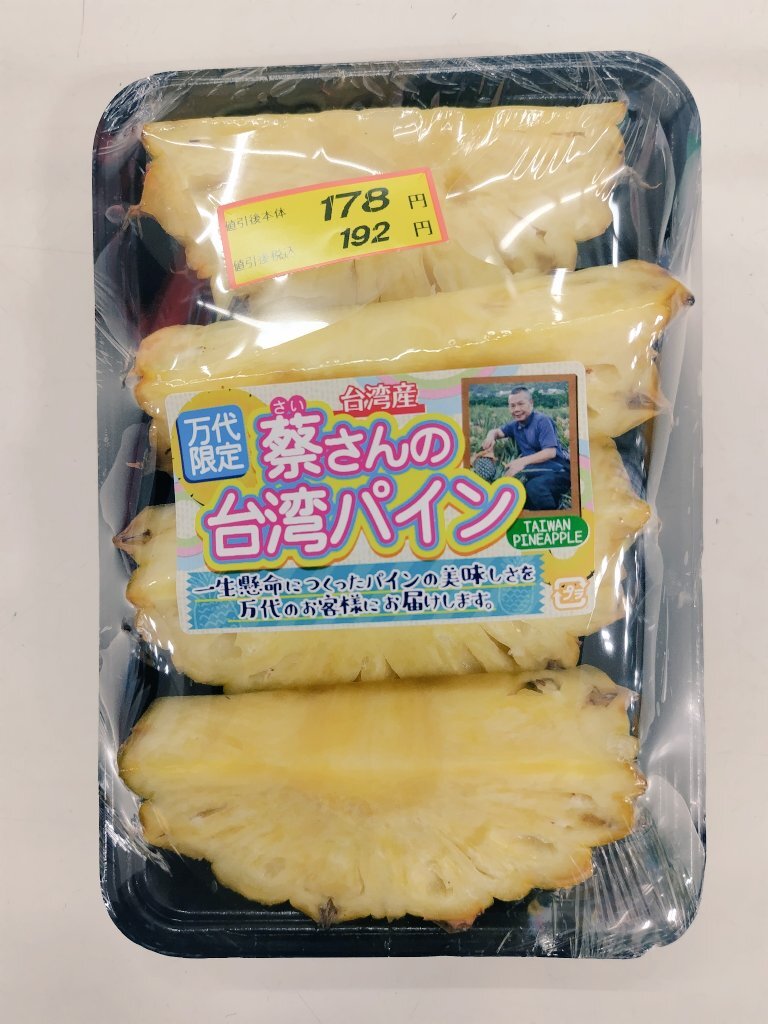 値引後本体 178 円
値引後税込 192 円
台湾産
万代
限定
さい
蔡さんの
台湾パイン
TAIWAN
PINEAPPLE
一生懸命につくったパインの美味しさを
万代のお客様にお届けします。
プラ